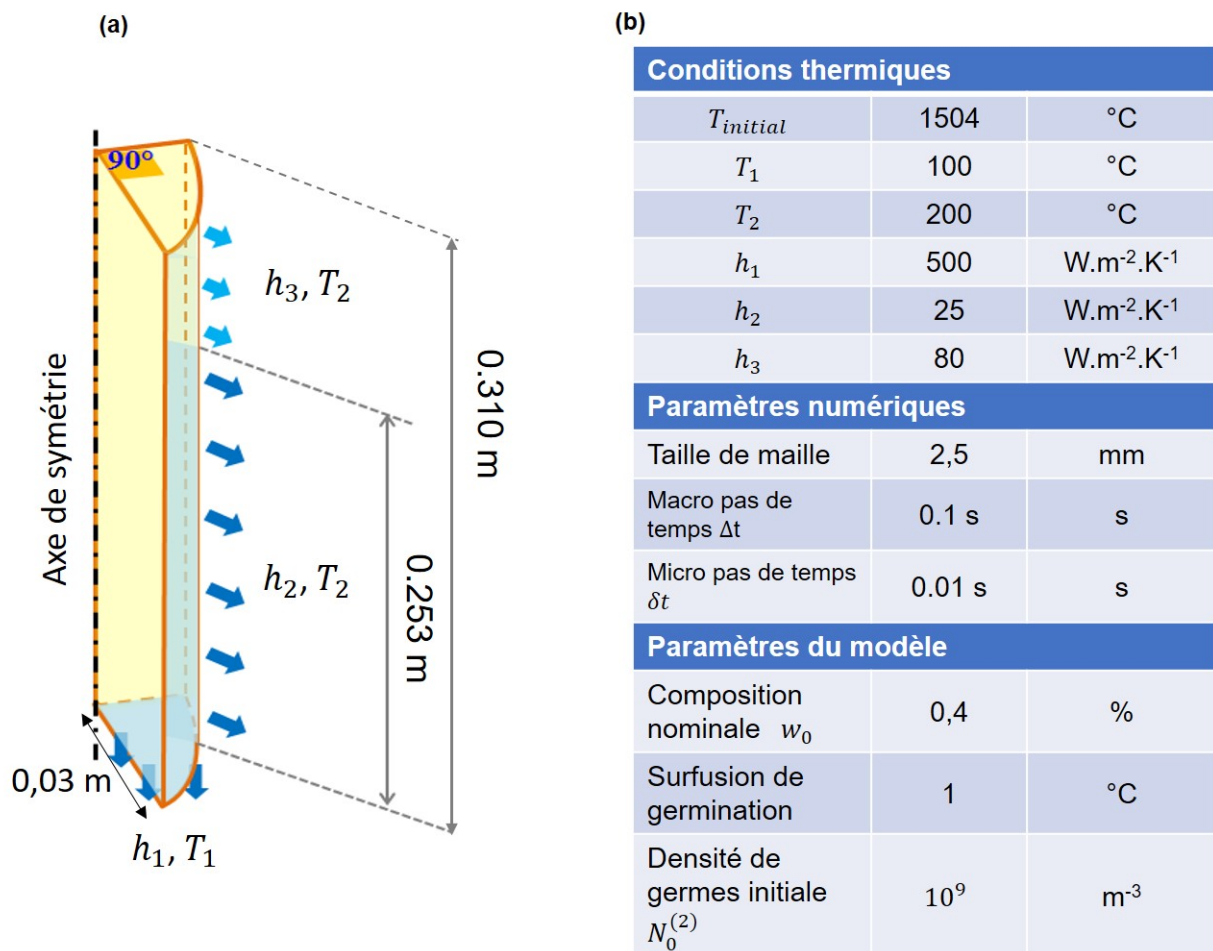 (a)
90°
h₃, T₂
h₂, T₂
0.310 m
0.253 m
Axe de symétrie
0,03 m
h₁, T₁
(b)
Conditions thermiques
T_initial 1504 °C
T₁ 100 °C
T₂ 200 °C
h₁ 500 W.m⁻².K⁻¹
h₂ 25 W.m⁻².K⁻¹
h₃ 80 W.m⁻².K⁻¹
Paramètres numériques
Taille de maille 2,5 mm
Macro pas de
temps Δt 0.1 s s
Micro pas de temps
δt 0.01 s s
Paramètres du modèle
Composition
nominale w₀ 0,4 %
Surfusion de
germination 1 °C
Densité de
germes initiale 10⁹ m⁻³
N₀⁽²⁾